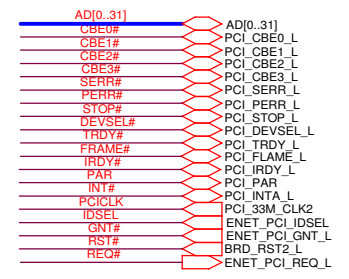 AD[0..31] AD[0..31]
CBE0# PCI_CBE0_L
CBE1# PCI_CBE1_L
CBE2# PCI_CBE2_L
CBE3# PCI_CBE3_L
SERR# PCI_SERR_L
PERR# PCI_PERR_L
STOP# PCI_STOP_L
DEVSEL# PCI_DEVSEL_L
TRDY# PCI_TRDY_L
FRAME# PCI_FLAME_L
IRDY# PCI_IRDY_L
PAR PCI_PAR
INT# PCI_INTA_L
PCICLK PCI_33M_CLK2
IDSEL ENET_PCI_IDSEL
GNT# ENET_PCI_GNT_L
RST# BRD_RST2_L
REQ# ENET_PCI_REQ_L